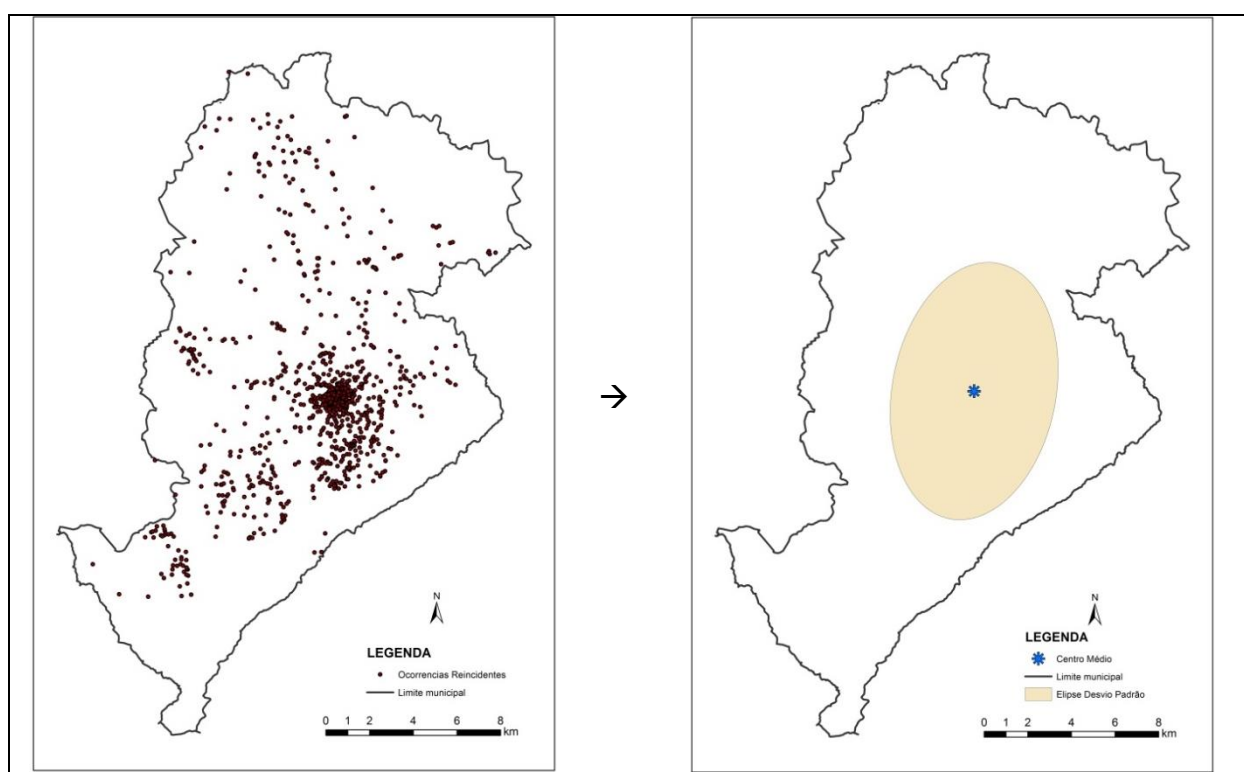 N
LEGENDA
Ocorrencias Reincidentes
Limite municipal
0 1 2 4 6 8
km
→
N
LEGENDA
Centro Médio
Limite municipal
Elipse Desvio Padrão
0 1 2 4 6 8
km